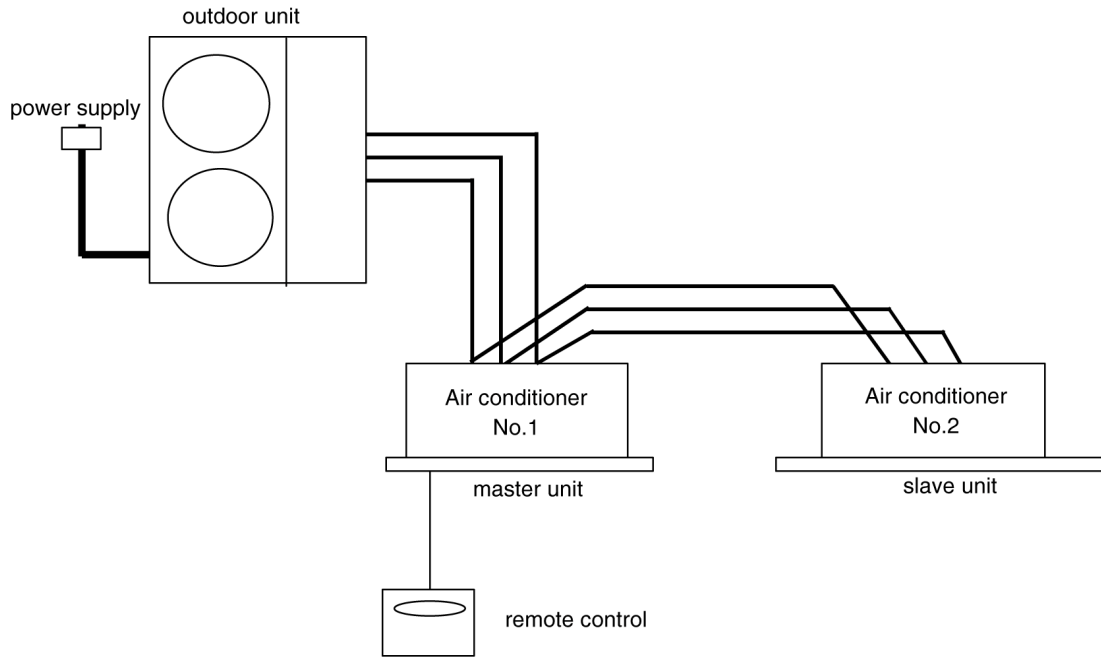 outdoor unit
power supply
Air conditioner
No.1
Air conditioner
No.2
master unit
slave unit
remote control